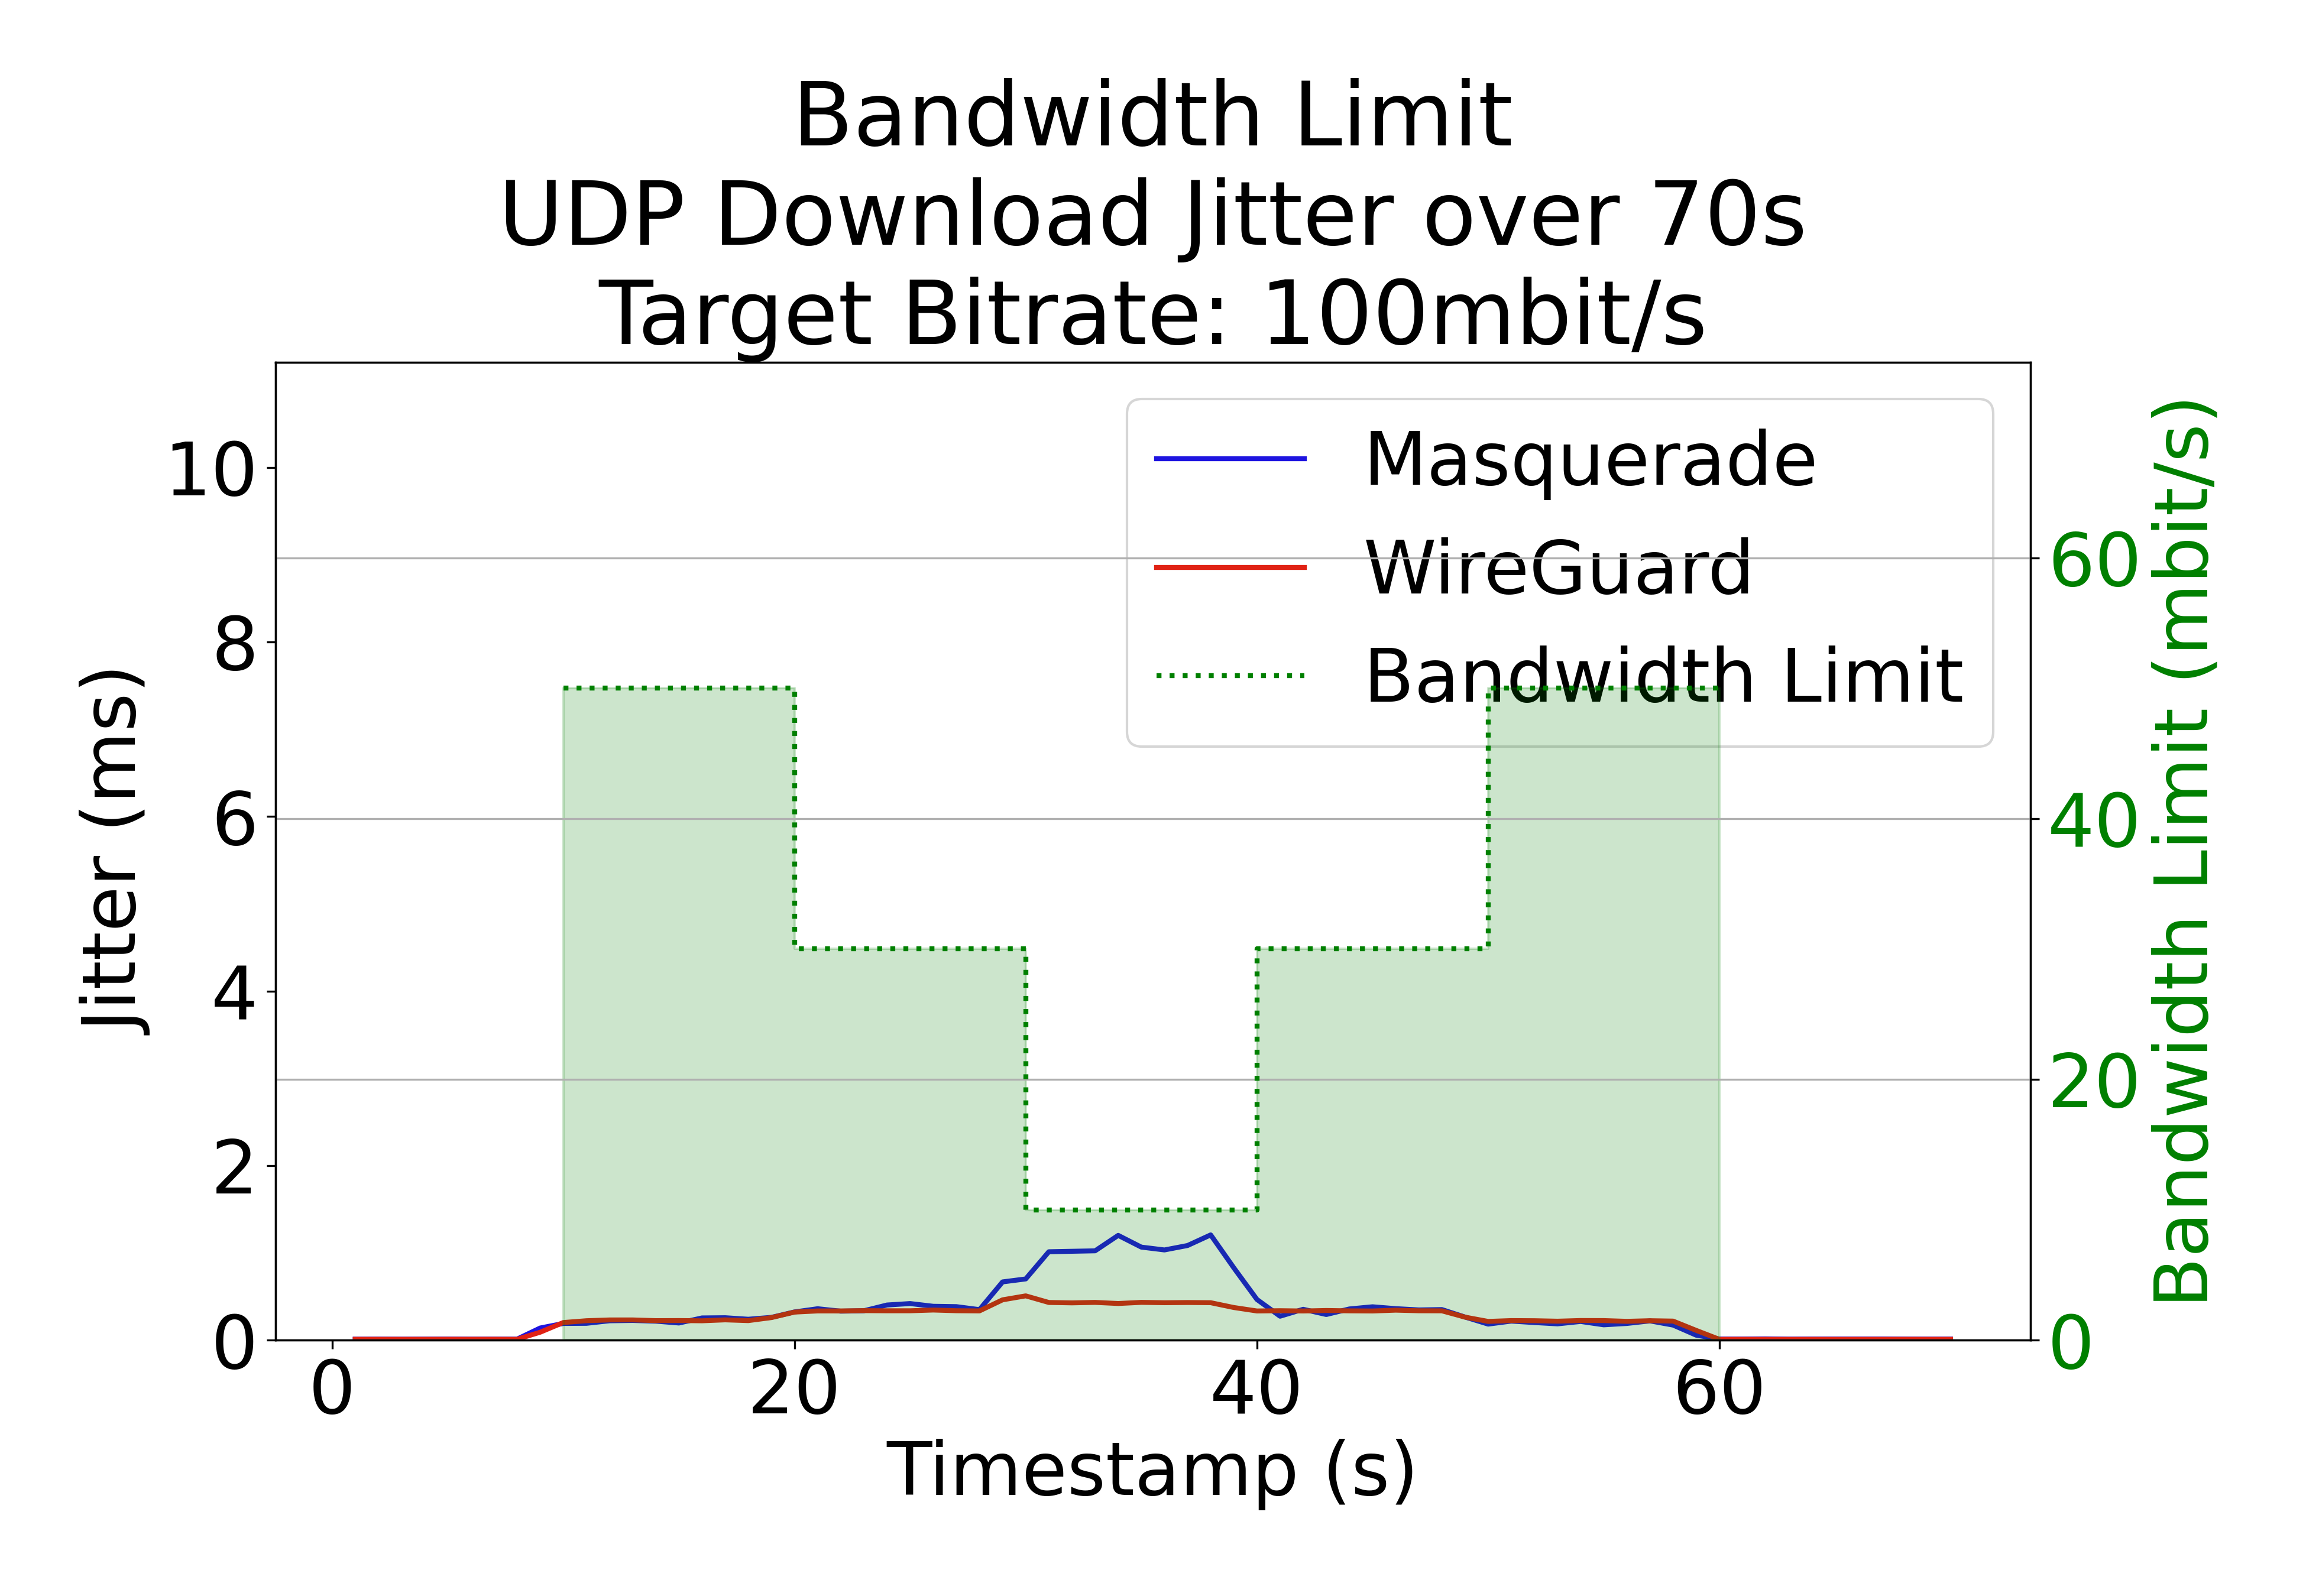 Bandwidth Limit
UDP Download Jitter over 70s
Target Bitrate: 100mbit/s
Masquerade
WireGuard
Bandwidth Limit
Jitter (ms)
10
8
6
4
2
0
Bandwidth Limit (mbit/s)
60
40
20
0
0 20 40 60
Timestamp (s)